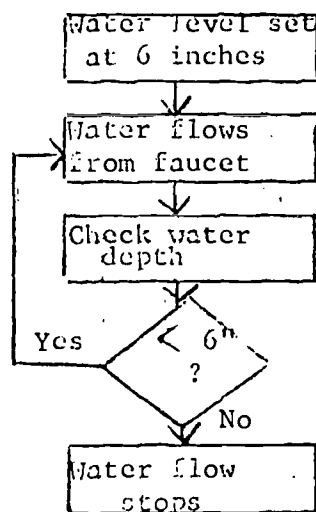 Water level set
at 6 inches
Water flows
from faucet
Check water
depth
< 6"
?
Yes
No
Water flow
stops